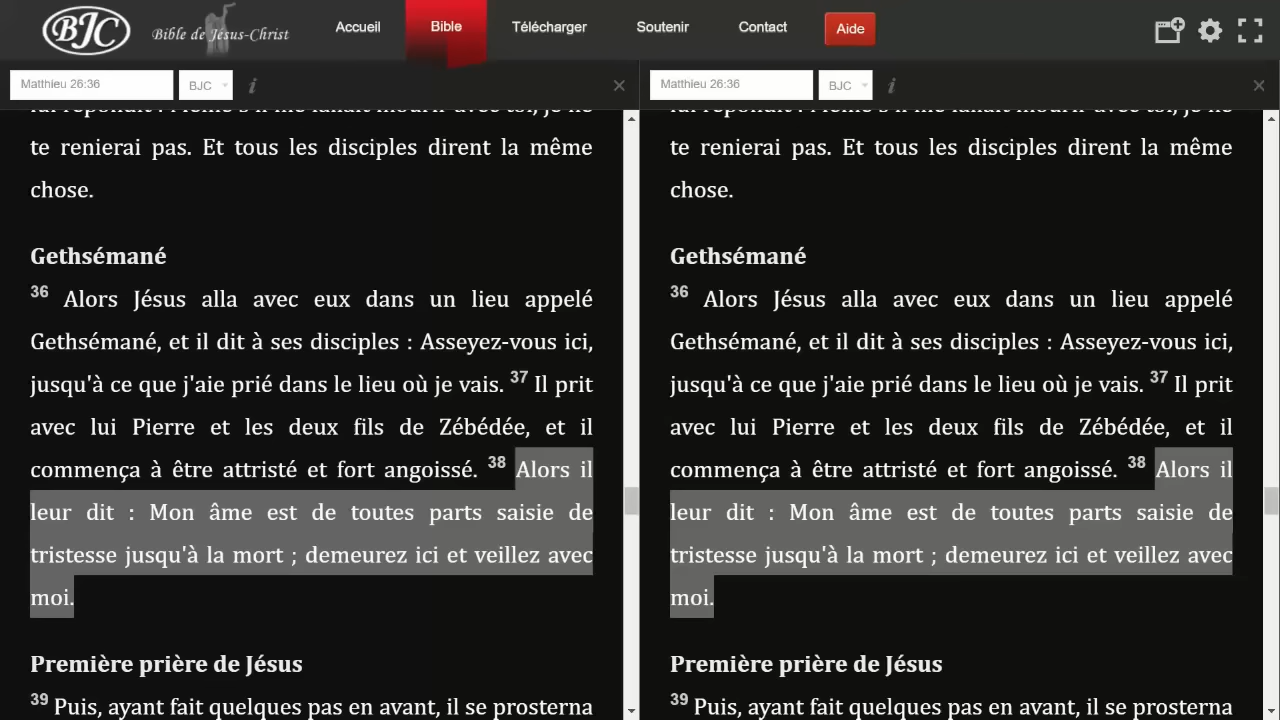 BJC Bible de Jésus-Christ Accueil Bible Télécharger Soutenir Contact Aide
Matthieu 26:36 BJC i ×
te renierai pas. Et tous les disciples dirent la même
chose.
Gethsémané
36 Alors Jésus alla avec eux dans un lieu appelé
Gethsémané, et il dit à ses disciples : Asseyez-vous ici,
jusqu'à ce que j'aie prié dans le lieu où je vais. 37 Il prit
avec lui Pierre et les deux fils de Zébédée, et il
commença à être attristé et fort angoissé. 38 Alors il
leur dit : Mon âme est de toutes parts saisie de
tristesse jusqu'à la mort ; demeurez ici et veillez avec
moi.
Première prière de Jésus
39 Puis, ayant fait quelques pas en avant, il se prosterna
Matthieu 26:36 BJC i ×
te renierai pas. Et tous les disciples dirent la même
chose.
Gethsémané
36 Alors Jésus alla avec eux dans un lieu appelé
Gethsémané, et il dit à ses disciples : Asseyez-vous ici,
jusqu'à ce que j'aie prié dans le lieu où je vais. 37 Il prit
avec lui Pierre et les deux fils de Zébédée, et il
commença à être attristé et fort angoissé. 38 Alors il
leur dit : Mon âme est de toutes parts saisie de
tristesse jusqu'à la mort ; demeurez ici et veillez avec
moi.
Première prière de Jésus
39 Puis, ayant fait quelques pas en avant, il se prosterna